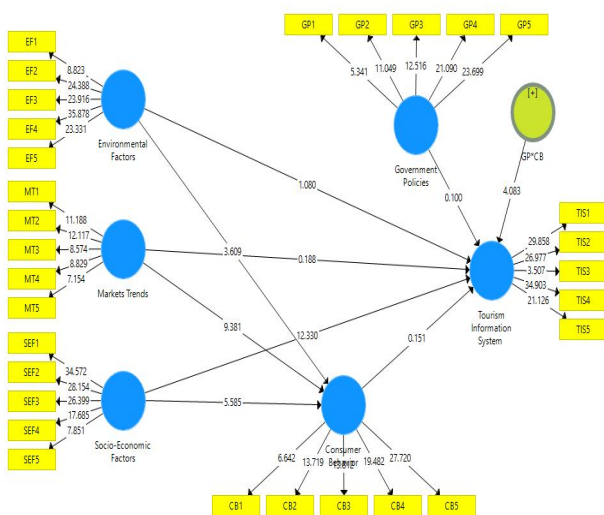 GP1 GP2 GP3 GP4 GP5
5.341 11.049 12.516 21.090 23.699
EF1
EF2
EF3
EF4
EF5
8.823
24.388
23.916
35.878
23.331
Environmental
Factors
Government
Policies
[+]
GP*CB
1.080
0.100
4.083
MT1
MT2
MT3
MT4
MT5
11.188
12.117
8.574
8.829
7.154
Markets Trends
3.609
0.188
9.381
12.330
0.151
TIS1
TIS2
TIS3
TIS4
TIS5
29.858
26.977
3.507
34.903
21.126
Tourism
Information
System
SEF1
SEF2
SEF3
SEF4
SEF5
34.572
28.154
26.399
17.685
7.851
Socio-Economic
Factors
5.585
Consumer
Behavior
6.642 13.719 19.482 27.720
CB1 CB2 CB3 CB4 CB5